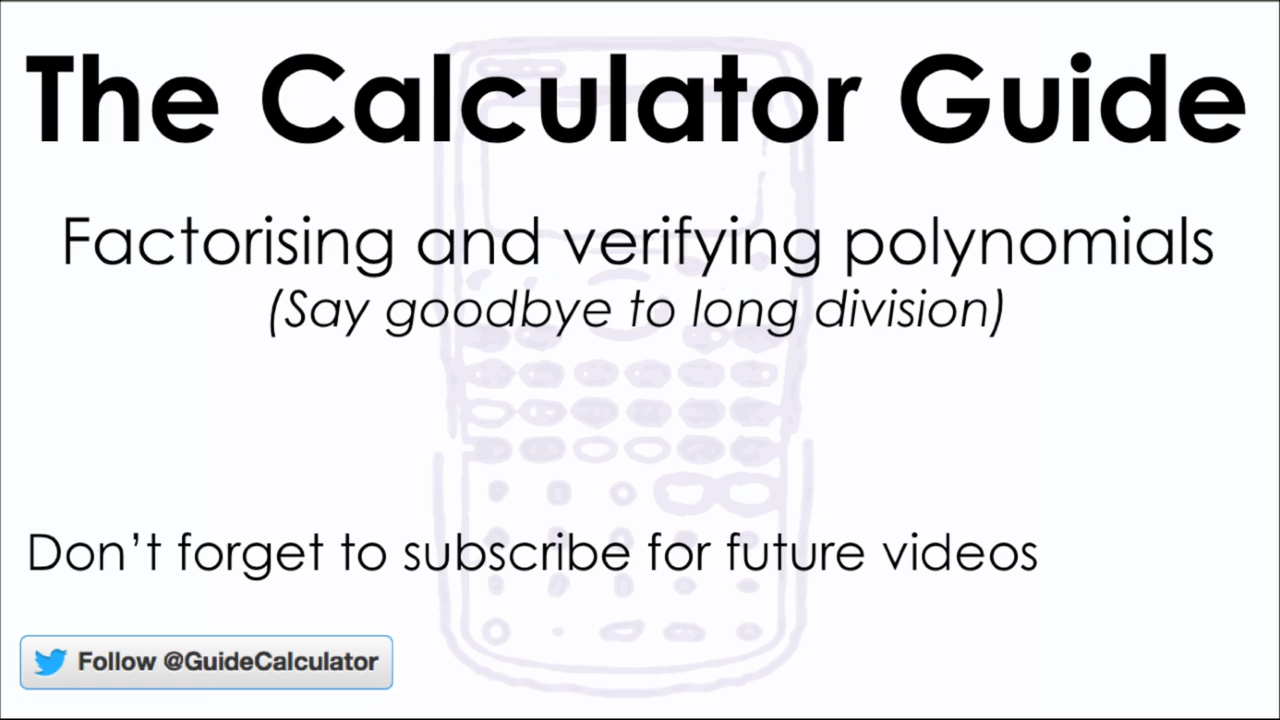 The Calculator Guide
Factorising and verifying polynomials
(Say goodbye to long division)
Don't forget to subscribe for future videos
Follow @GuideCalculator